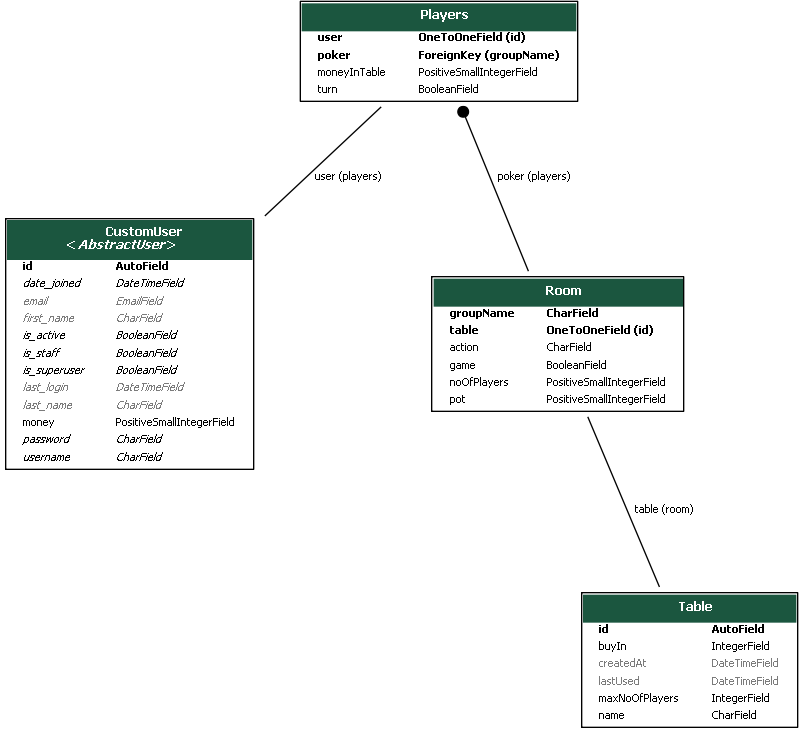 Players
user OneToOneField (id)
poker ForeignKey (groupName)
moneyInTable PositiveSmallIntegerField
turn BooleanField
user (players)
poker (players)
CustomUser
<AbstractUser>
id AutoField
date_joined DateTimeField
email EmailField
first_name CharField
is_active BooleanField
is_staff BooleanField
is_superuser BooleanField
last_login DateTimeField
last_name CharField
money PositiveSmallIntegerField
password CharField
username CharField
Room
groupName CharField
table OneToOneField (id)
action CharField
game BooleanField
noOfPlayers PositiveSmallIntegerField
pot PositiveSmallIntegerField
table (room)
Table
id AutoField
buyIn IntegerField
createdAt DateTimeField
lastUsed DateTimeField
maxNoOfPlayers IntegerField
name CharField